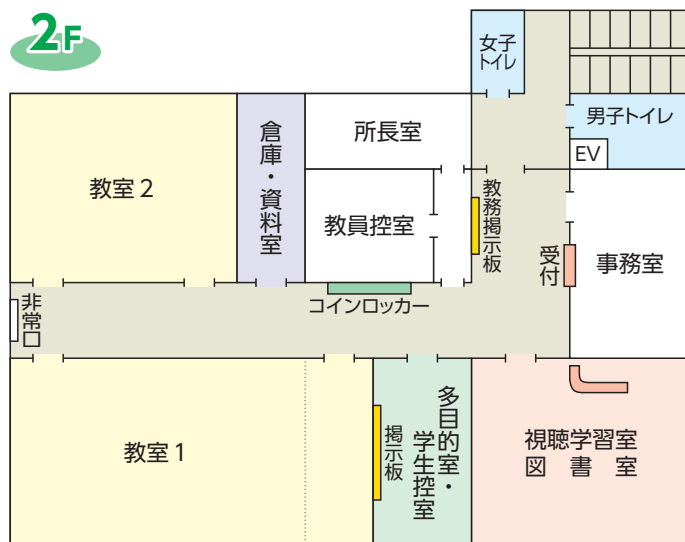 2F
女子
トイレ
男子トイレ
EV
倉庫・資料室
所長室
教室 2
教員控室
教務掲示板
受付
事務室
非常口
コインロッカー
教室 1
掲示板
多目的室・
学生控室
視聴学習室
図書室